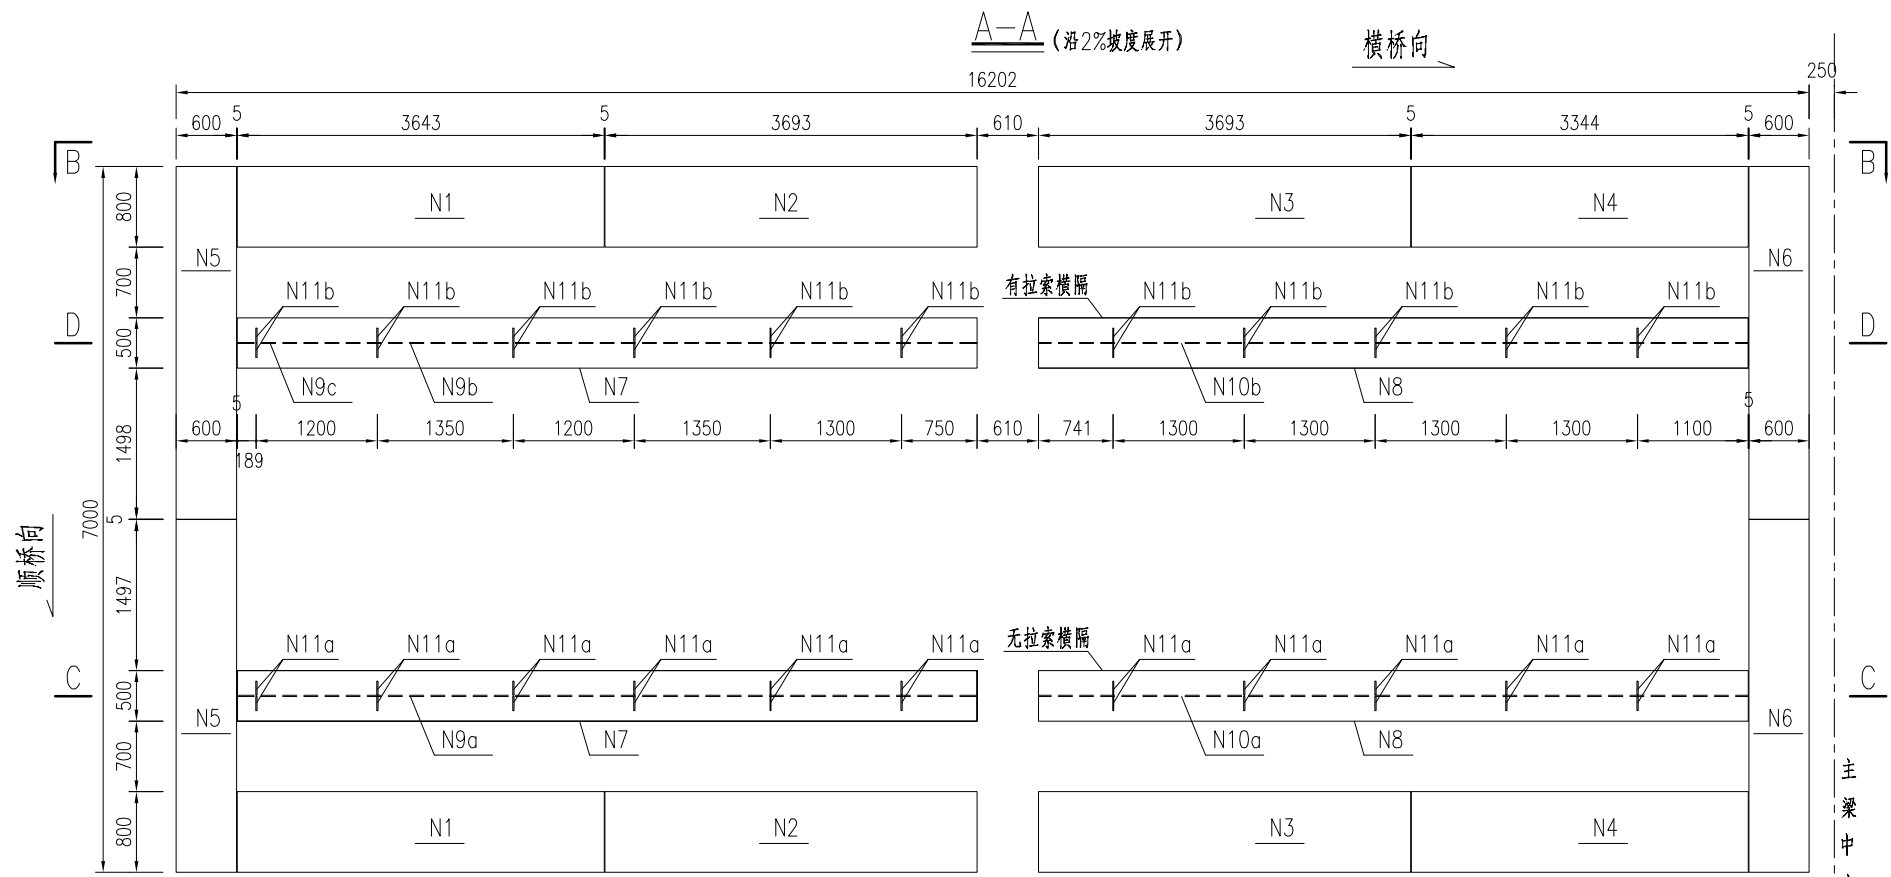 A-A (沿2%坡度展开)
横桥向
16202
250
600
5
3643
5
3693
610
3693
5
3344
5
600
B
B
800
N1
N2
N3
N4
N5
N6
700
N11b
N11b
N11b
N11b
N11b
N11b
有拉索横隔
N11b
N11b
N11b
N11b
N11b
D
D
500
N9c
N9b
N7
N10b
N8
600
5
189
1200
1350
1200
1350
1300
750
610
741
1300
1300
1300
1300
1100
5
600
1498
7000
5
顺桥向
1497
N11a
N11a
N11a
N11a
N11a
N11a
无拉索横隔
N11a
N11a
N11a
N11a
N11a
C
C
500
N5
N6
N9a
N7
N10a
N8
700
主梁中
800
N1
N2
N3
N4